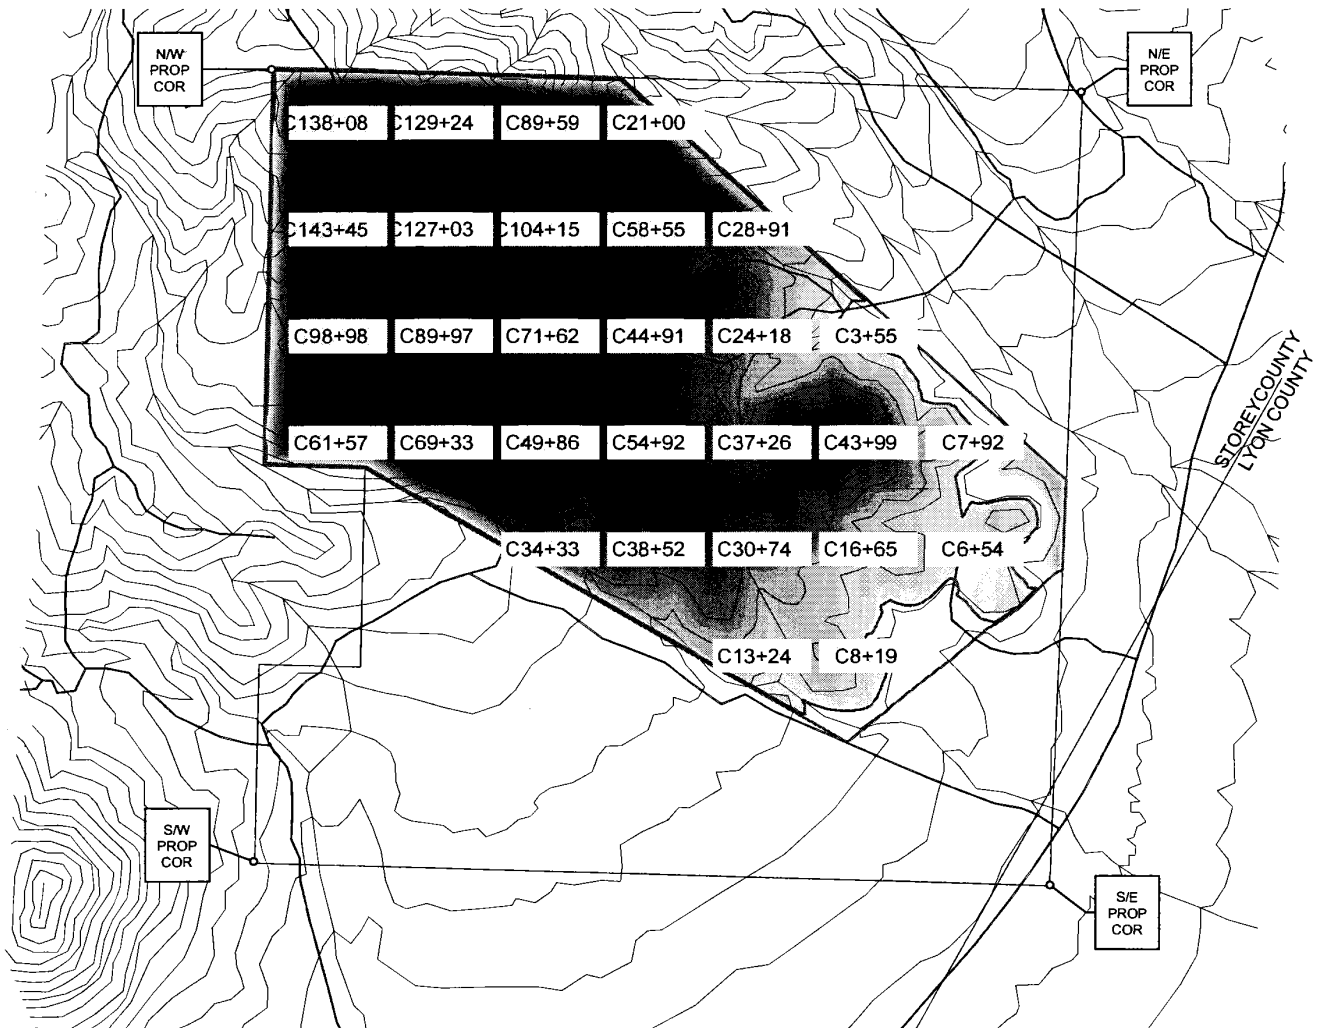 N/W
PROP
COR
N/E
PROP
COR
C138+08 C129+24 C89+59 C21+00
C143+45 C127+03 C104+15 C58+55 C28+91
C98+98 C89+97 C71+62 C44+91 C24+18 C3+55
STOREY COUNTY
LYON COUNTY
C61+57 C69+33 C49+86 C54+92 C37+26 C43+99 C7+92
C34+33 C38+52 C30+74 C16+65 C6+54
C13+24 C8+19
S/W
PROP
COR
S/E
PROP
COR